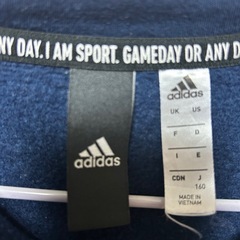 NY DAY. I AM SPORT. GAMEDAY OR ANY D
adidas
adidas
UK US
F D
I E
CDN J
160
MADE IN
VIETNAM